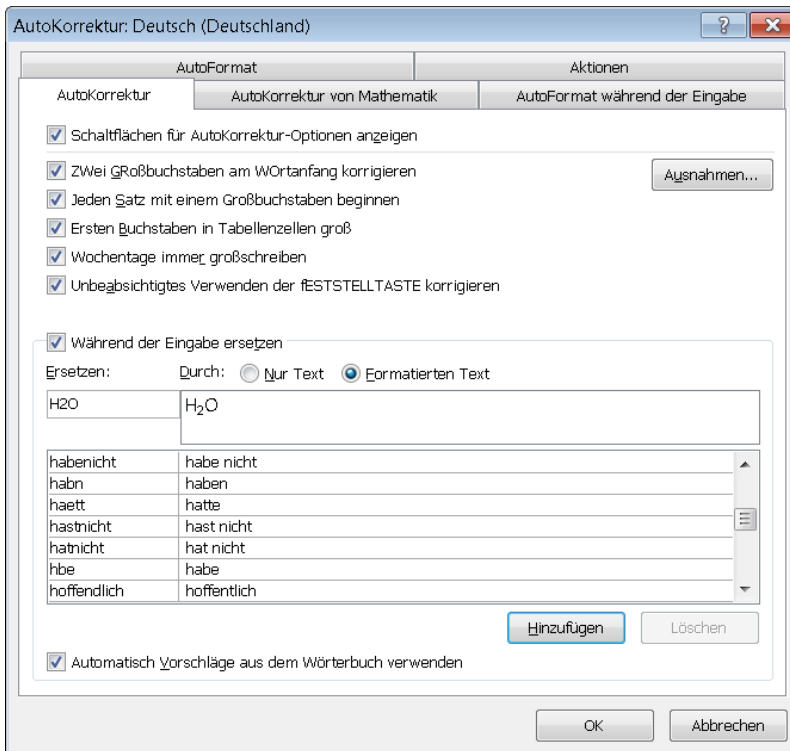 AutoKorrektur: Deutsch (Deutschland)
AutoFormat Aktionen
AutoKorrektur AutoKorrektur von Mathematik AutoFormat während der Eingabe
Schaltflächen für AutoKorrektur-Optionen anzeigen
ZWei GRoßbuchstaben am WOrtanfang korrigieren Ausnahmen...
Jeden Satz mit einem Großbuchstaben beginnen
Ersten Buchstaben in Tabellenzellen groß
Wochentage immer großschreiben
Unbeabsichtigtes Verwenden der fESTSTELLTASTE korrigieren
Während der Eingabe ersetzen
Ersetzen: Durch: Nur Text Formatierten Text
H2O H₂O
habenicht habe nicht
habn haben
haett hatte
hastnicht hast nicht
hatnicht hat nicht
hbe habe
hoffendlich hoffentlich
Hinzufügen Löschen
Automatisch Vorschläge aus dem Wörterbuch verwenden
OK Abbrechen